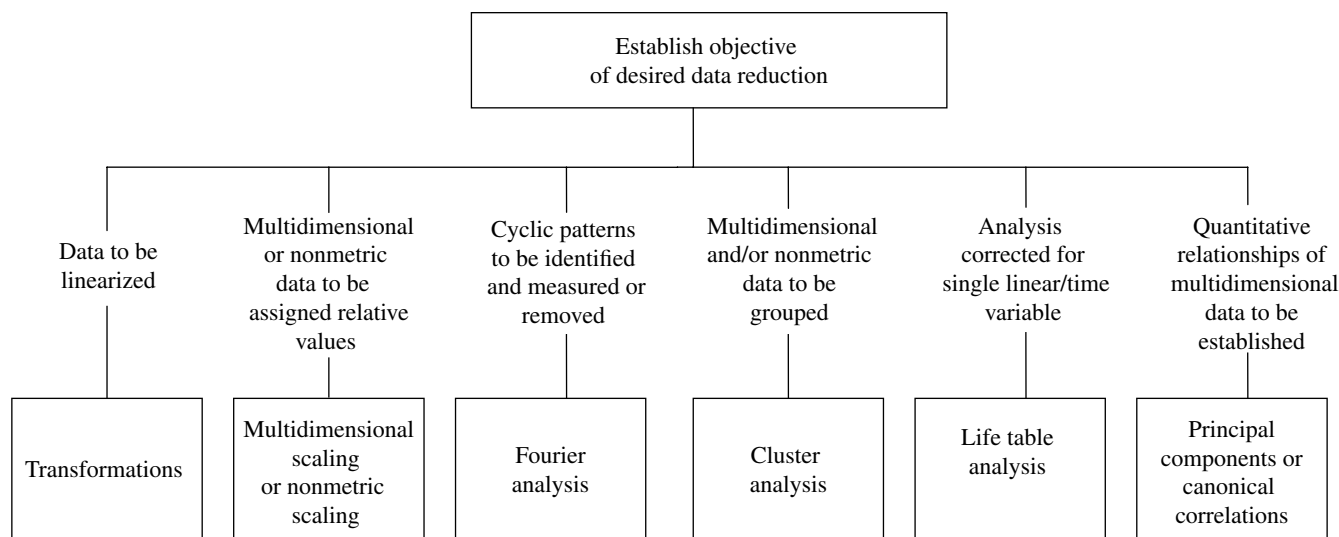 Establish objective
of desired data reduction
Data to be
linearized
Multidimensional
or nonmetric
data to be
assigned relative
values
Cyclic patterns
to be identified
and measured or
removed
Multidimensional
and/or nonmetric
data to be
grouped
Analysis
corrected for
single linear/time
variable
Quantitative
relationships of
multidimensional
data to be
established
Transformations
Multidimensional
scaling
or nonmetric
scaling
Fourier
analysis
Cluster
analysis
Life table
analysis
Principal
components or
canonical
correlations